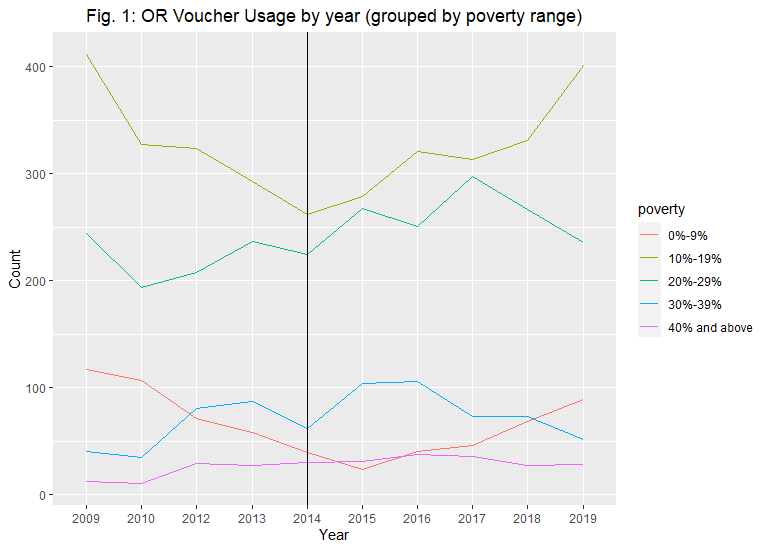 Fig. 1: OR Voucher Usage by year (grouped by poverty range)
400
300
200
100
0
Count
2009 2010 2012 2013 2014 2015 2016 2017 2018 2019
Year
poverty
0%-9%
10%-19%
20%-29%
30%-39%
40% and above